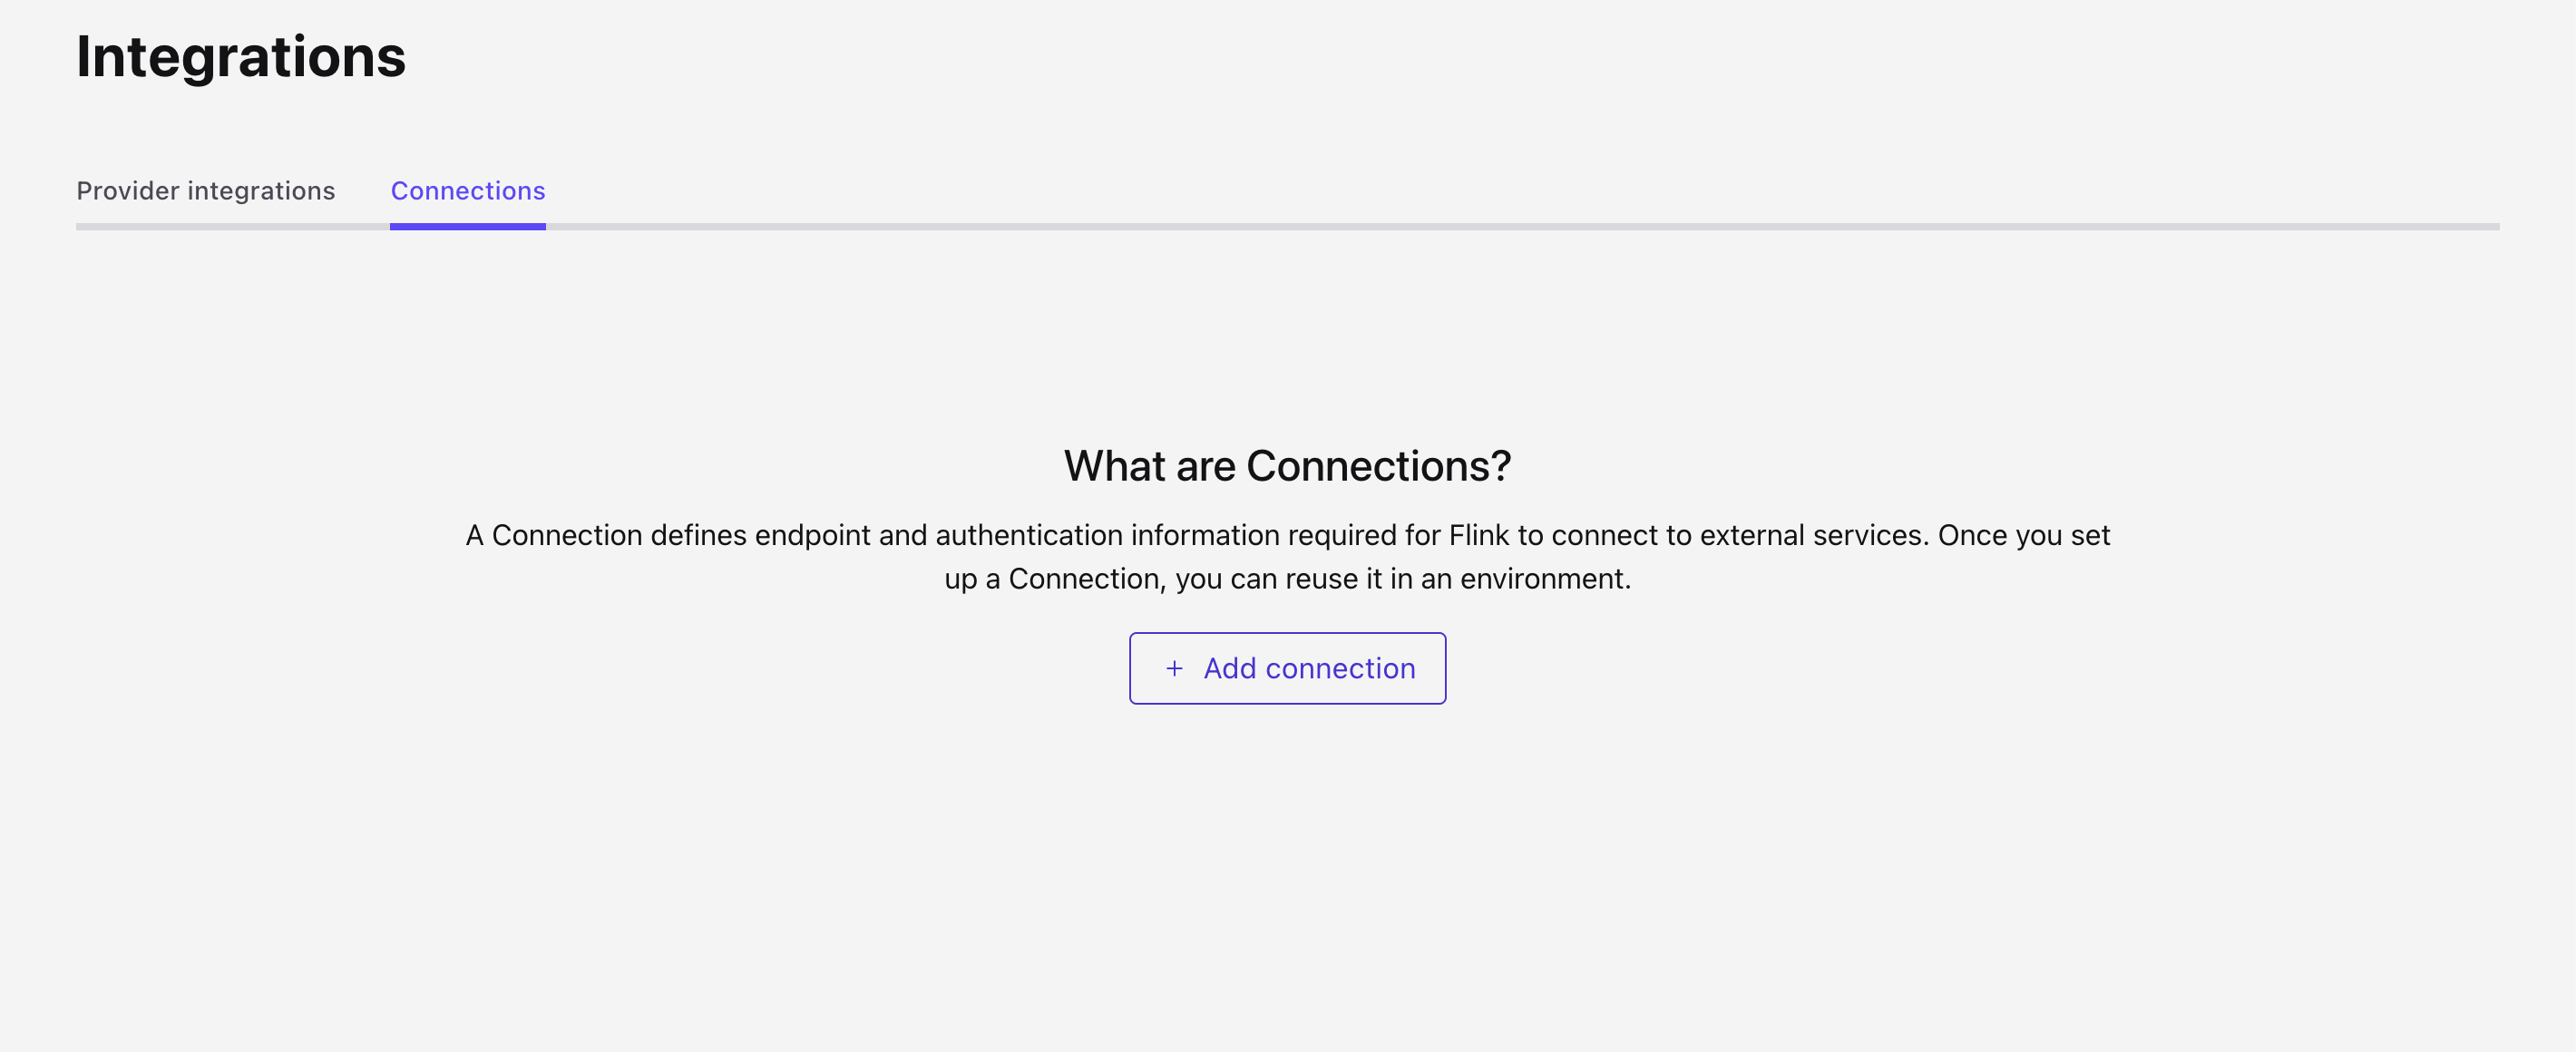 Integrations
Provider integrations
Connections
What are Connections?
A Connection defines endpoint and authentication information required for Flink to connect to external services. Once you set
up a Connection, you can reuse it in an environment.
+ Add connection